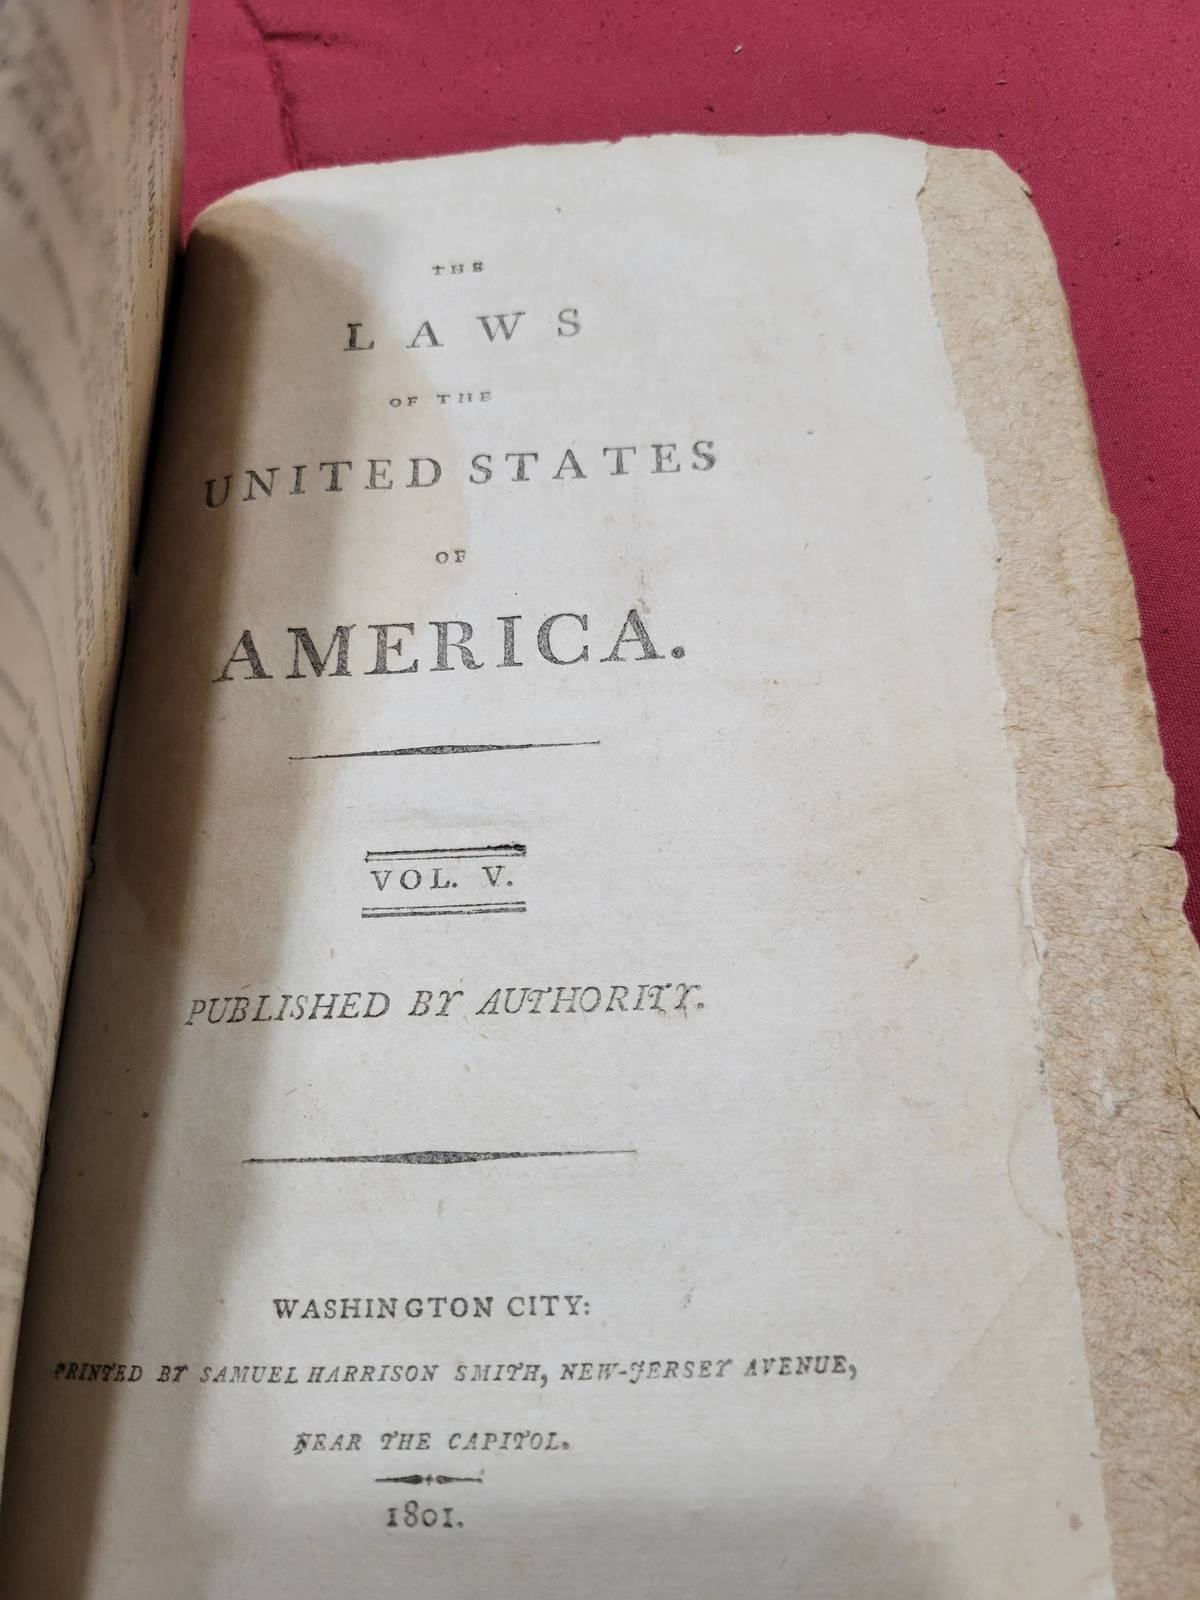 THE
LAWS
OF THE
UNITED STATES
OF
AMERICA.
VOL. V.
PUBLISHED BY AUTHORITY.
WASHINGTON CITY:
PRINTED BY SAMUEL HARRISON SMITH, NEW-JERSEY AVENUE,
NEAR THE CAPITOL.
1801.